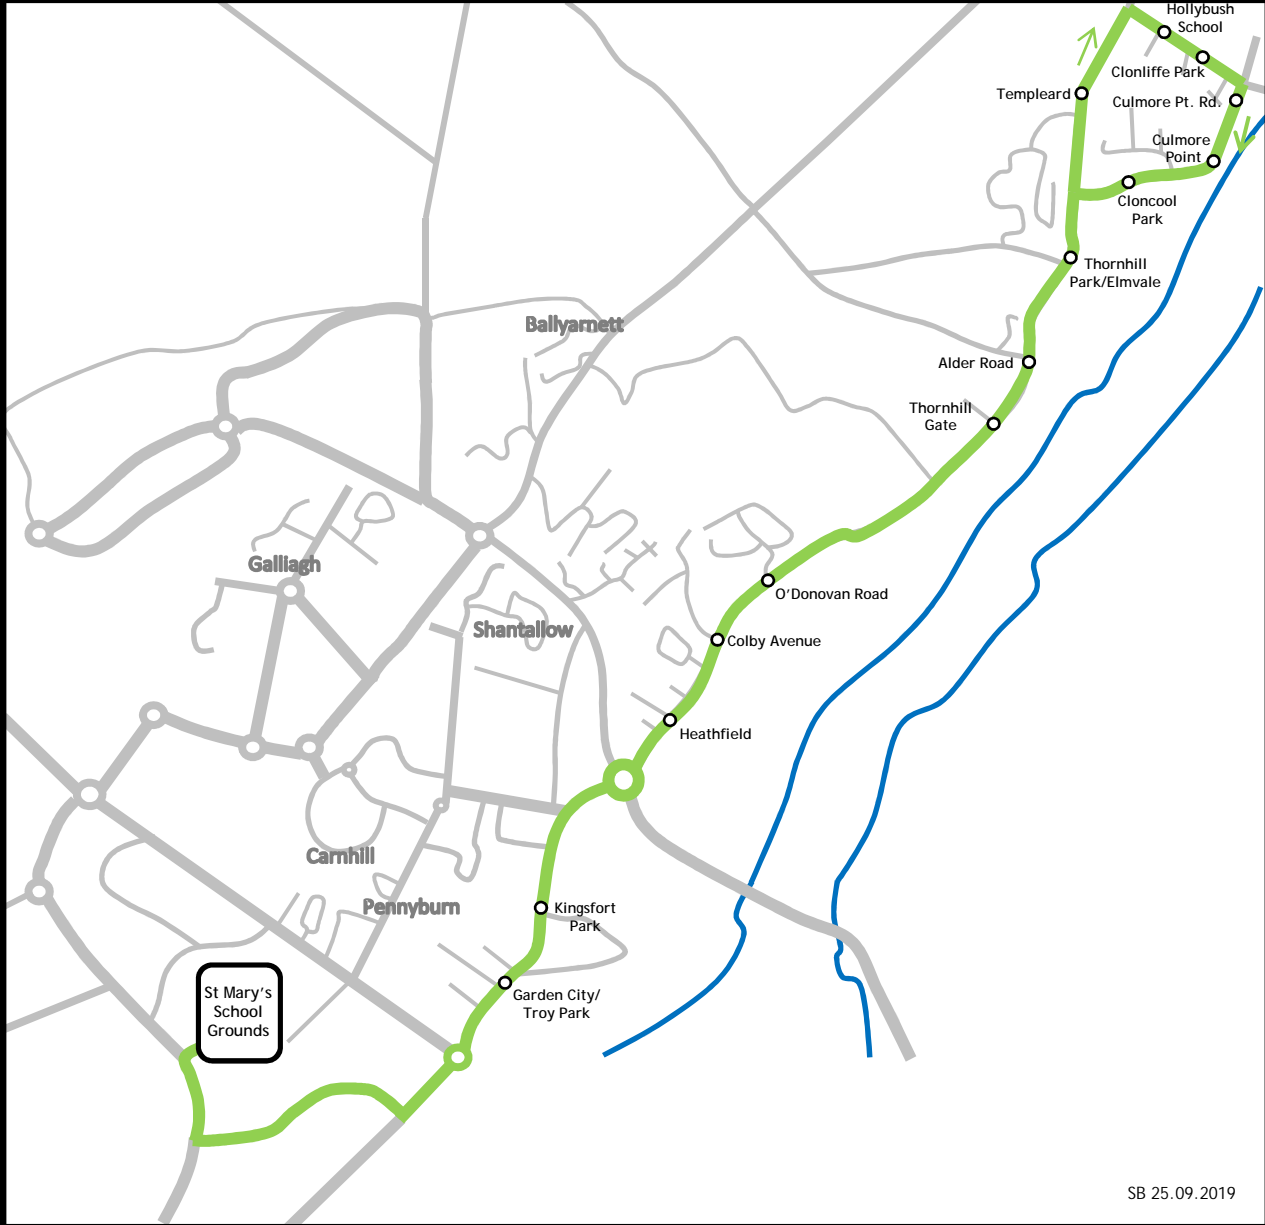 Hollybush
School
Clonliffe Park
Templeard
Culmore Pt. Rd.
Culmore
Point
Cloncool
Park
Thornhill
Park/Elmvale
Ballyarnett
Alder Road
Thornhill
Gate
Galliagh
O'Donovan Road
Shantallow
Colby Avenue
Heathfield
Carnhill
Pennyburn
Kingsfort
Park
St Mary's
School
Grounds
Garden City/
Troy Park
SB 25.09.2019